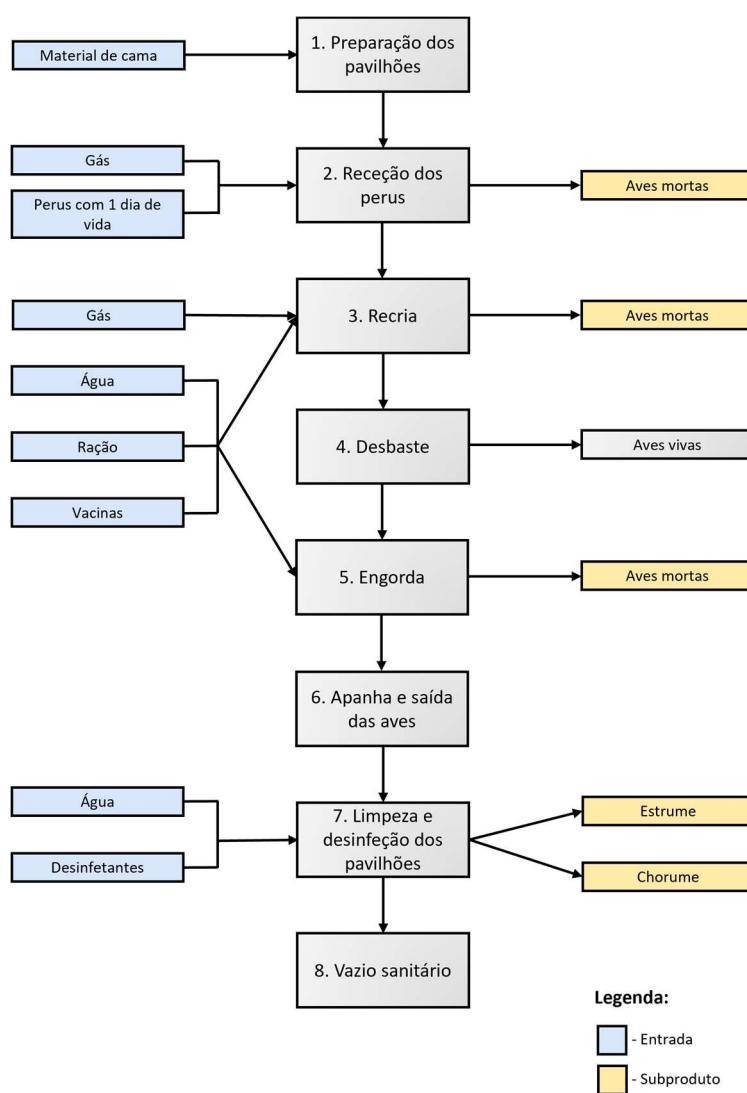 Material de cama
1. Preparação dos
pavilhões
Gás
Perus com 1 dia de
vida
2. Receção dos
perus
Aves mortas
Gás
3. Recria
Aves mortas
Água
Ração
Vacinas
4. Desbaste
Aves vivas
5. Engorda
Aves mortas
6. Apanha e saída
das aves
Água
Desinfetantes
7. Limpeza e
desinfeção dos
pavilhões
Estrume
Chorume
8. Vazio sanitário
Legenda:
- Entrada
- Subproduto